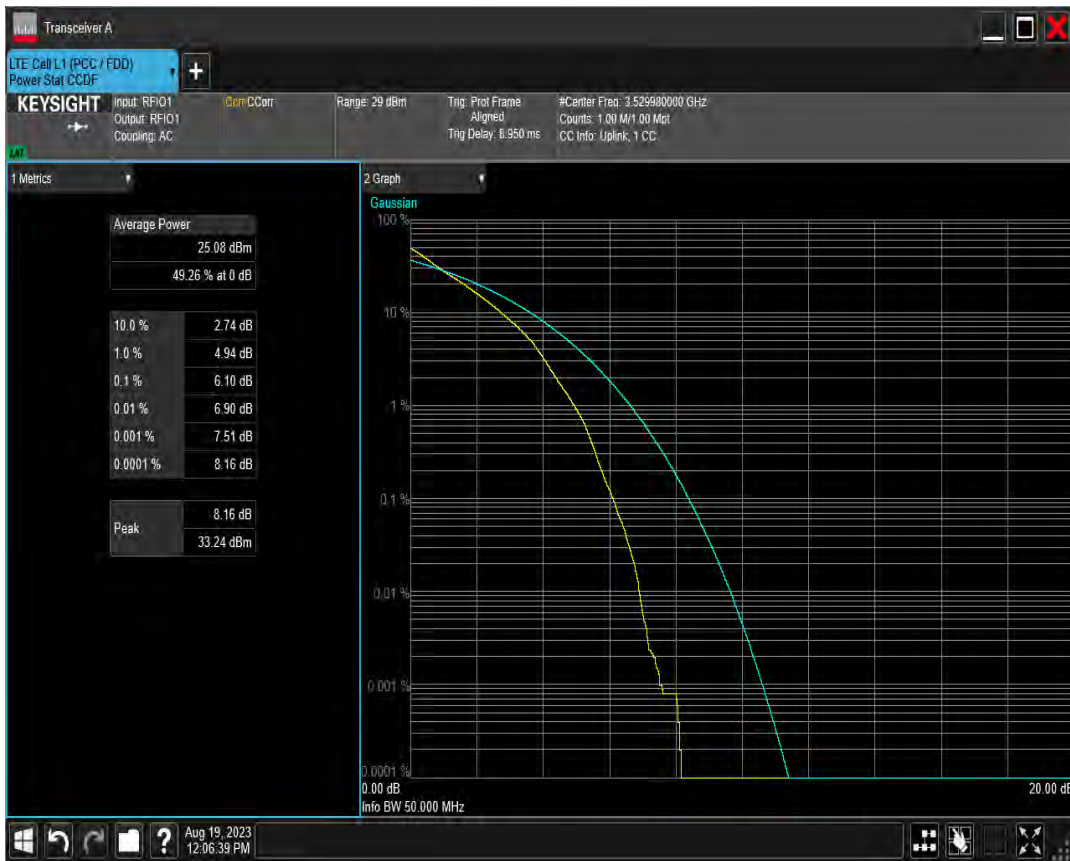 Transceiver A
LTE Cell L1 (PCC / FDD)
Power Stat CCDF
+
KEYSIGHT
Input: RFIO1
Output: RFIO1
Coupling: AC
CCorr
Range: 29 dBm
Trig: Prot Frame
Aligned
Trig Delay: 8.950 ms
#Center Freq: 3.529980000 GHz
Counts: 1.00 M/1.00 Mpt
CC Info: Uplink, 1 CC
LXI
1 Metrics
Average Power
25.08 dBm
49.26 % at 0 dB
10.0 % 2.74 dB
1.0 % 4.94 dB
0.1 % 6.10 dB
0.01 % 6.90 dB
0.001 % 7.51 dB
0.0001 % 8.16 dB
Peak 8.16 dB
33.24 dBm
2 Graph
Gaussian
100 %
10 %
1 %
0.1 %
0.01 %
0.001 %
0.0001 %
0.00 dB 20.00 dB
Info BW 50.000 MHz
? Aug 19, 2023
12:06:39 PM